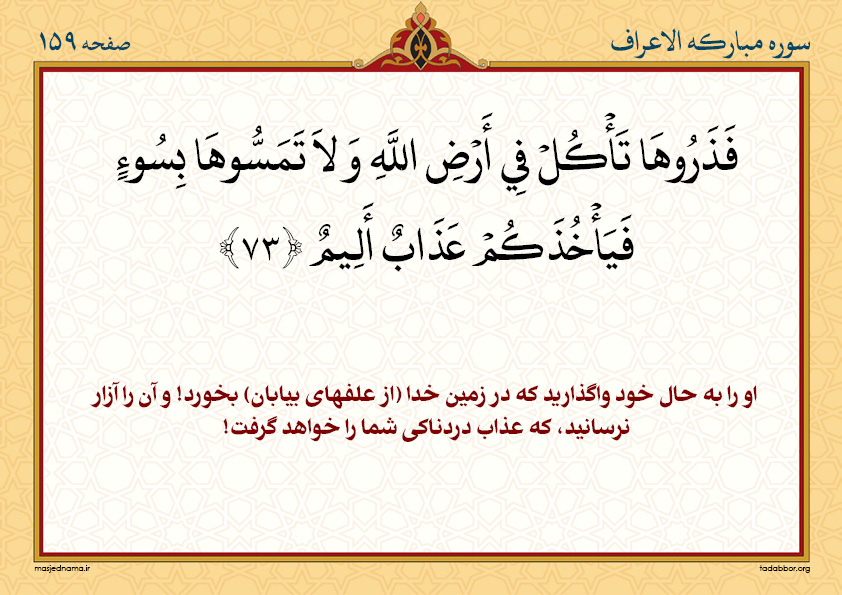 سوره مبارکه الاعراف
صفحه ۱۵۹
فَذَرُوهَا تَأْكُلْ فِي أَرْضِ اللَّهِ وَلاَ تَمَسُّوهَا بِسُوءٍ
فَيَأْخُذَكُمْ عَذَابٌ أَلِيمٌ ﴿۷۳﴾
او را به حال خود واگذارید که در زمین خدا (از علفهای بیابان) بخورد! و آن را آزار
نرسانید، که عذاب دردناکی شما را خواهد گرفت!
masjednama.ir
tadabbor.org